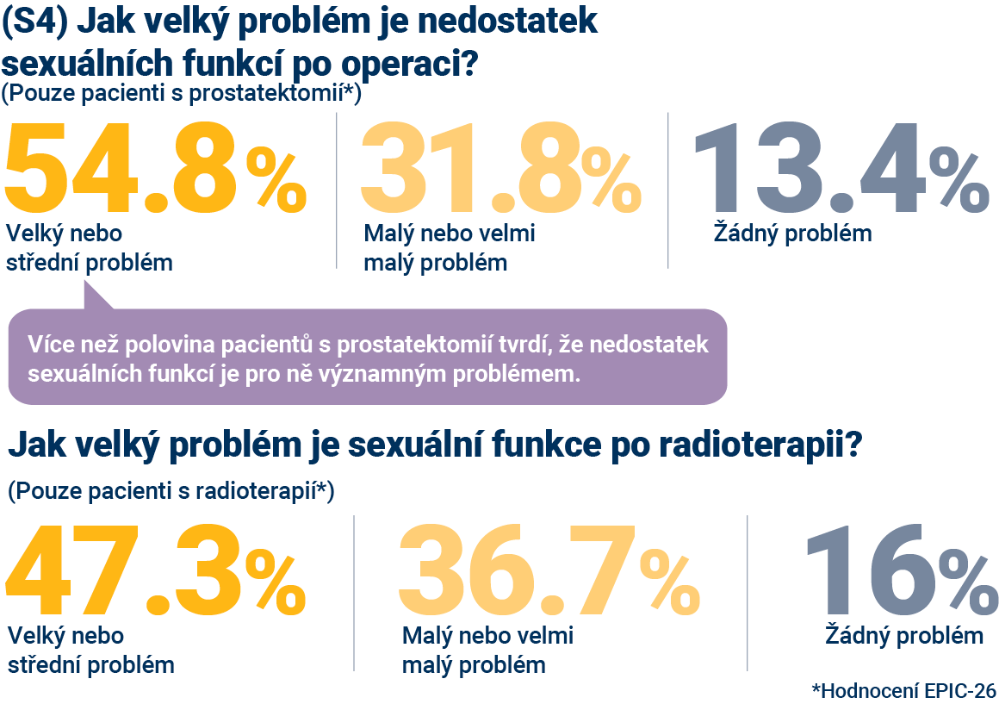 (S4) Jak velký problém je nedostatek
sexuálních funkcí po operaci?
(Pouze pacienti s prostatektomií*)
54.8%
Velký nebo
střední problém
31.8%
Malý nebo velmi
malý problém
13.4%
Žádný problém
Více než polovina pacientů s prostatektomií tvrdí, že nedostatek
sexuálních funkcí je pro ně významným problémem.
Jak velký problém je sexuální funkce po radioterapii?
(Pouze pacienti s radioterapií*)
47.3%
Velký nebo
střední problém
36.7%
Malý nebo velmi
malý problém
16%
Žádný problém
*Hodnocení EPIC-26